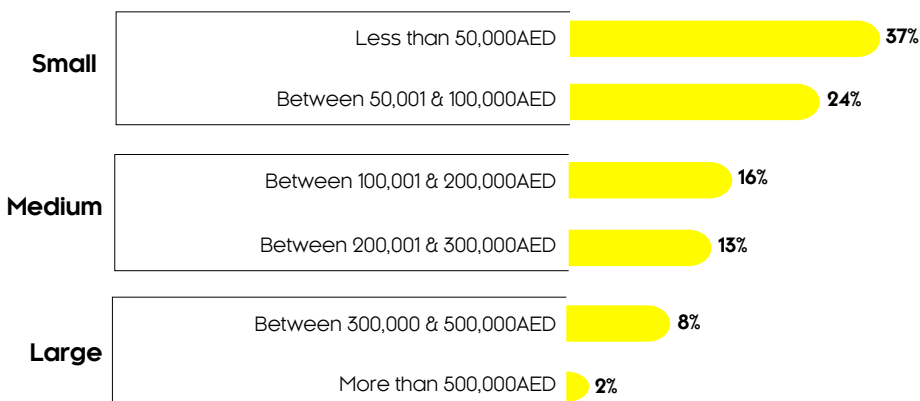 Less than 50,000AED 37%
Small
Between 50,001 & 100,000AED 24%
Between 100,001 & 200,000AED 16%
Medium
Between 200,001 & 300,000AED 13%
Between 300,000 & 500,000AED 8%
Large
More than 500,000AED 2%